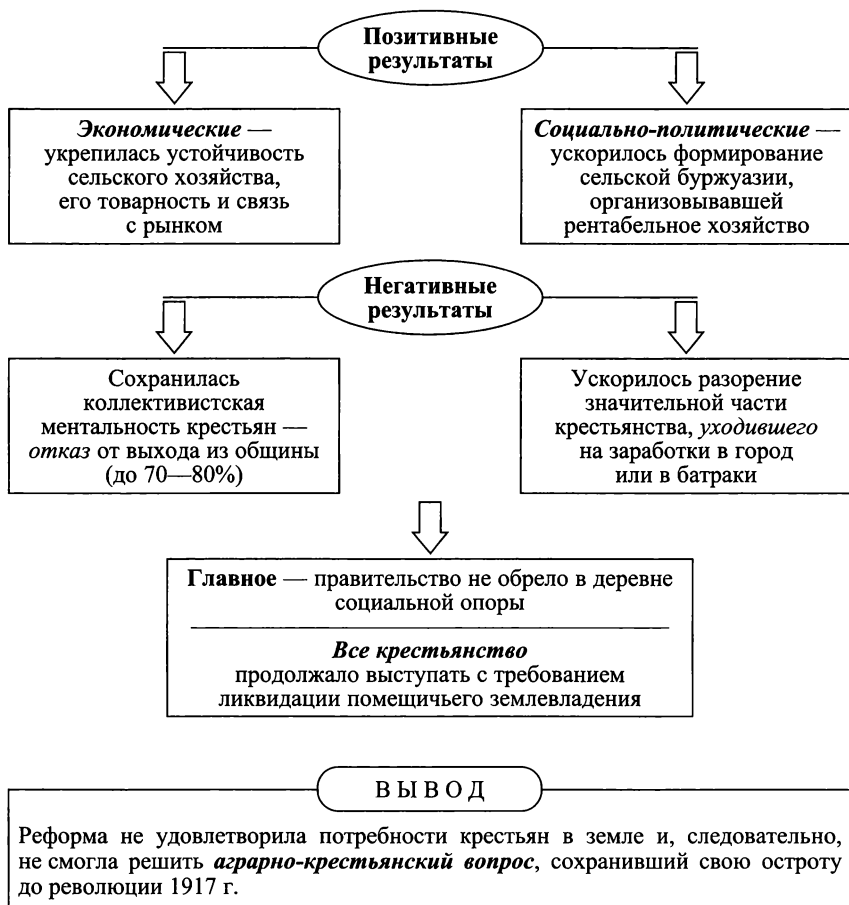 Позитивные
результаты
Экономические —
укрепилась устойчивость
сельского хозяйства,
его товарность и связь
с рынком
Социально-политические —
ускорилось формирование
сельской буржуазии,
организовывавшей
рентабельное хозяйство
Негативные
результаты
Сохранилась
коллективистская
ментальность крестьян —
отказ от выхода из общины
(до 70—80%)
Ускорилось разорение
значительной части
крестьянства, уходившего
на заработки в город
или в батраки
Главное — правительство не обрело в деревне
социальной опоры
Все крестьянство
продолжало выступать с требованием
ликвидации помещичьего землевладения
ВЫВОД
Реформа не удовлетворила потребности крестьян в земле и, следовательно,
не смогла решить аграрно-крестьянский вопрос, сохранивший свою остроту
до революции 1917 г.